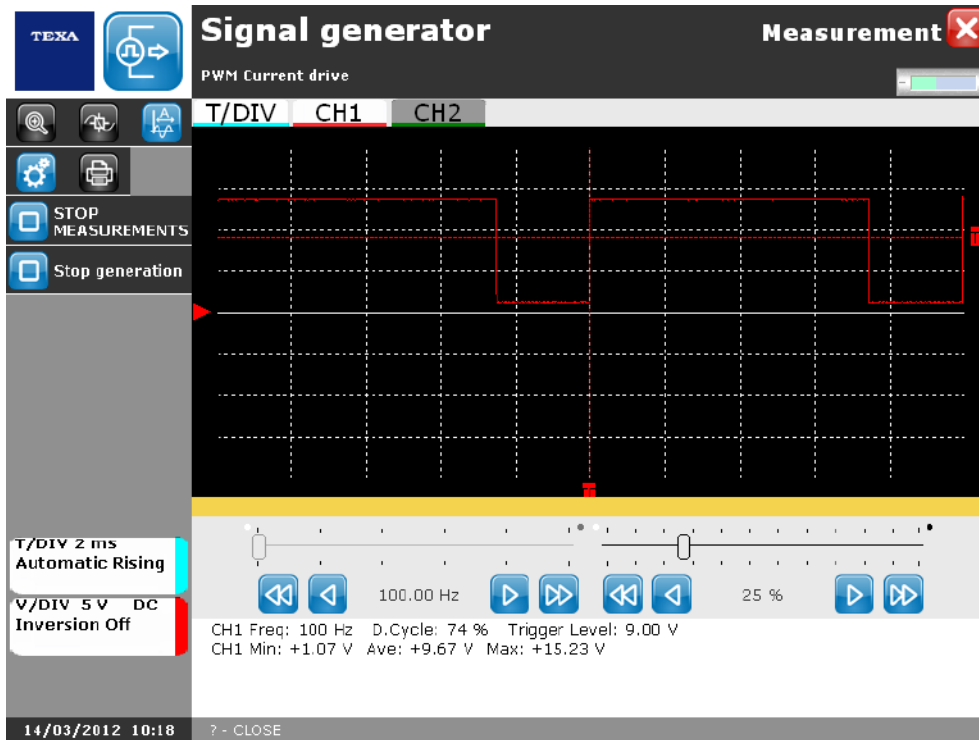 TEXA
Signal generator
Measurement
PWM Current drive
T/DIV CH1 CH2
STOP
MEASUREMENTS
Stop generation
T
T
T/DIV 2 ms
Automatic Rising
V/DIV 5 V DC
Inversion Off
100.00 Hz
25 %
CH1 Freq: 100 Hz D.Cycle: 74 % Trigger Level: 9.00 V
CH1 Min: +1.07 V Ave: +9.67 V Max: +15.23 V
14/03/2012 10:18
? - CLOSE